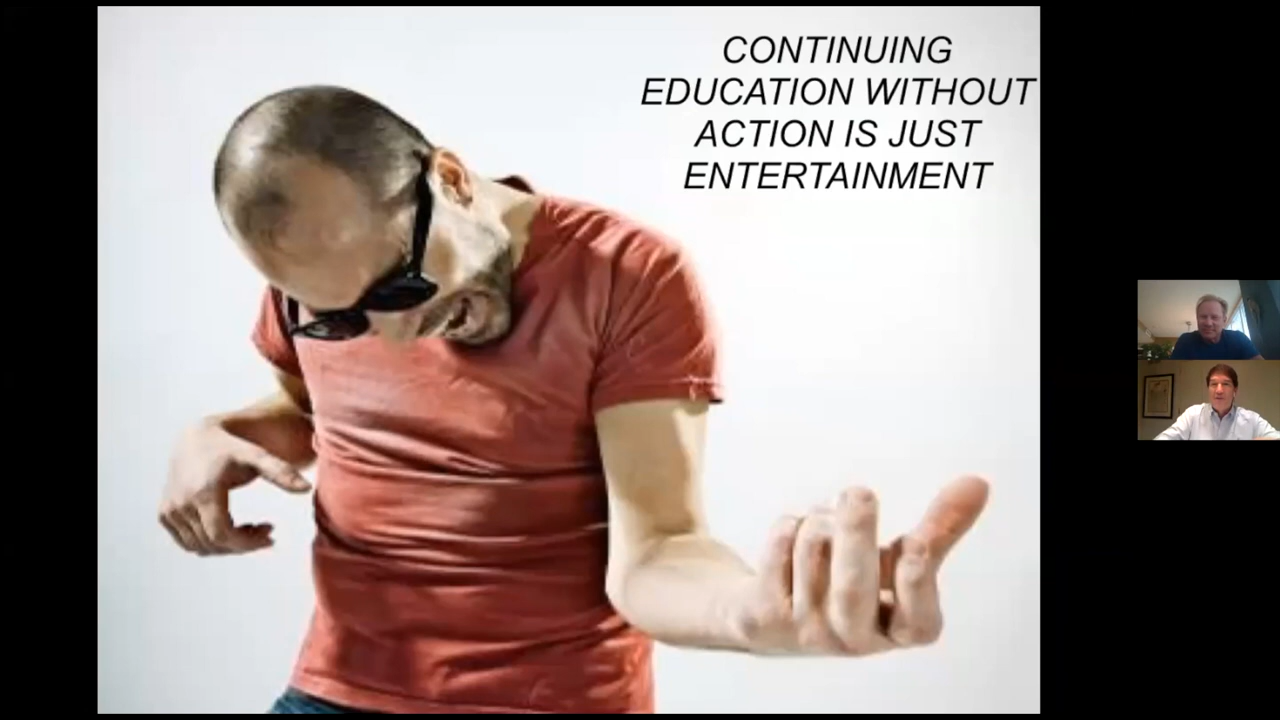 CONTINUING
EDUCATION WITHOUT
ACTION IS JUST
ENTERTAINMENT